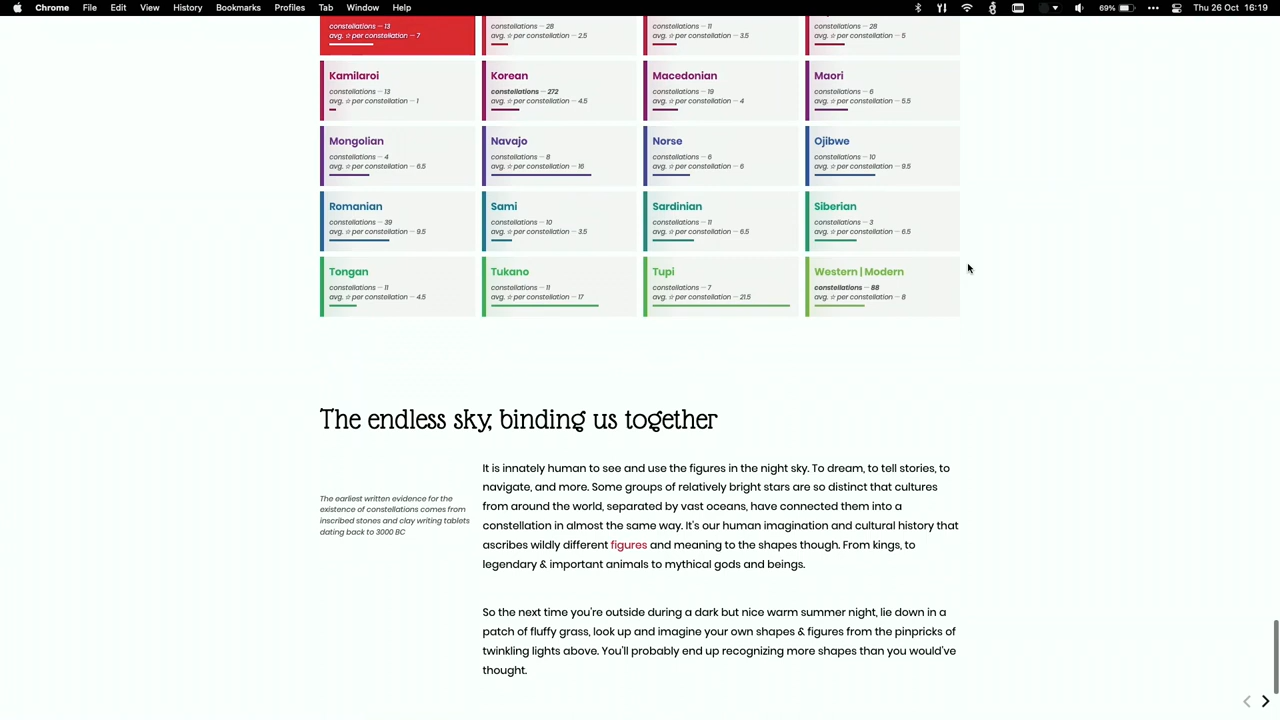 Chrome File Edit View History Bookmarks Profiles Tab Window Help 69% Thu 26 Oct 16:19
constellations — 13 constellations — 28 constellations — 11 constellations — 28
avg. ☆ per constellation — 7 avg. ☆ per constellation — 2.5 avg. ☆ per constellation — 3.5 avg. ☆ per constellation — 5
Kamilaroi Korean Macedonian Maori
constellations — 13 constellations — 272 constellations — 19 constellations — 6
avg. ☆ per constellation — 1 avg. ☆ per constellation — 4.5 avg. ☆ per constellation — 4 avg. ☆ per constellation — 5.5
Mongolian Navajo Norse Ojibwe
constellations — 4 constellations — 8 constellations — 6 constellations — 10
avg. ☆ per constellation — 6.5 avg. ☆ per constellation — 16 avg. ☆ per constellation — 6 avg. ☆ per constellation — 9.5
Romanian Sami Sardinian Siberian
constellations — 39 constellations — 10 constellations — 11 constellations — 3
avg. ☆ per constellation — 9.5 avg. ☆ per constellation — 3.5 avg. ☆ per constellation — 6.5 avg. ☆ per constellation — 6.5
Tongan Tukano Tupi Western | Modern
constellations — 11 constellations — 11 constellations — 7 constellations — 88
avg. ☆ per constellation — 4.5 avg. ☆ per constellation — 17 avg. ☆ per constellation — 21.5 avg. ☆ per constellation — 8
The endless sky, binding us together
The earliest written evidence for the
existence of constellations comes from
inscribed stones and clay writing tablets
dating back to 3000 BC
It is innately human to see and use the figures in the night sky. To dream, to tell stories, to
navigate, and more. Some groups of relatively bright stars are so distinct that cultures
from around the world, separated by vast oceans, have connected them into a
constellation in almost the same way. It's our human imagination and cultural history that
ascribes wildly different figures and meaning to the shapes though. From kings, to
legendary & important animals to mythical gods and beings.
So the next time you're outside during a dark but nice warm summer night, lie down in a
patch of fluffy grass, look up and imagine your own shapes & figures from the pinpricks of
twinkling lights above. You'll probably end up recognizing more shapes than you would've
thought.